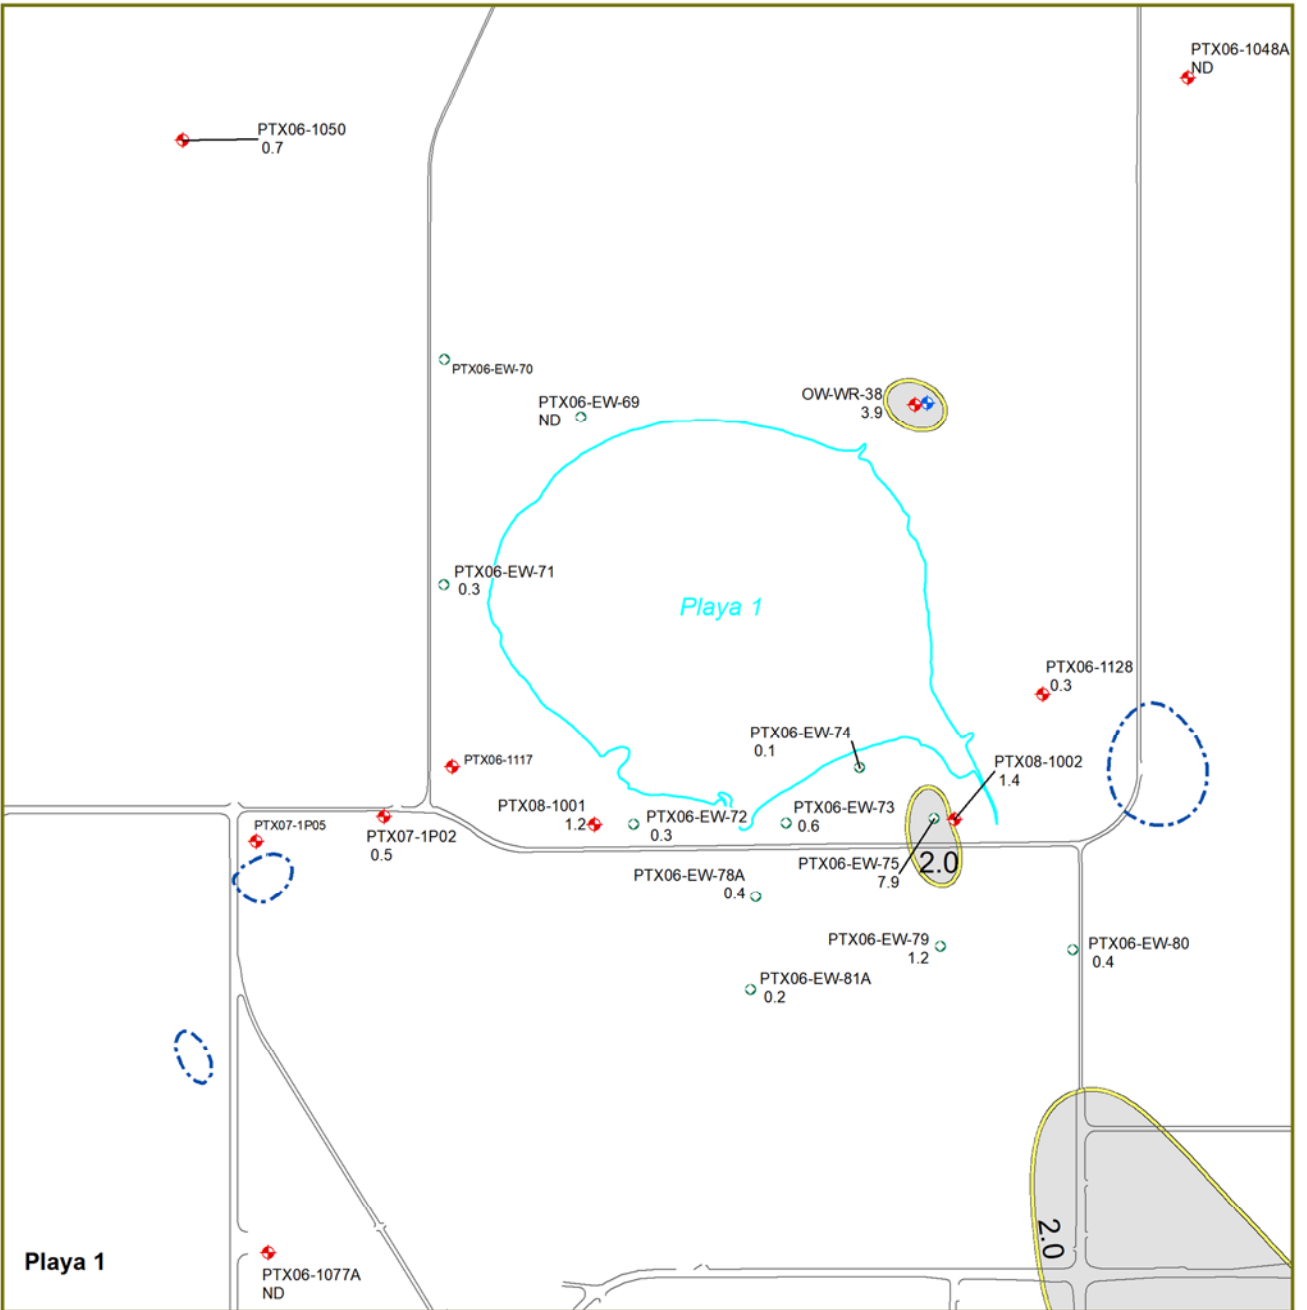 PTX06-1048A
ND
PTX06-1050
0.7
PTX06-EW-70
PTX06-EW-69
ND
OW-WR-38
3.9
PTX06-EW-71
0.3
Playa 1
PTX06-1128
0.3
PTX06-EW-74
0.1
PTX06-1117
PTX08-1002
1.4
PTX08-1001
1.2
PTX06-EW-72
0.3
PTX06-EW-73
0.6
PTX07-1P05
PTX07-1P02
0.5
PTX06-EW-75
7.9
2.0
PTX06-EW-78A
0.4
PTX06-EW-79
1.2
PTX06-EW-80
0.4
PTX06-EW-81A
0.2
2.0
Playa 1
PTX06-1077A
ND